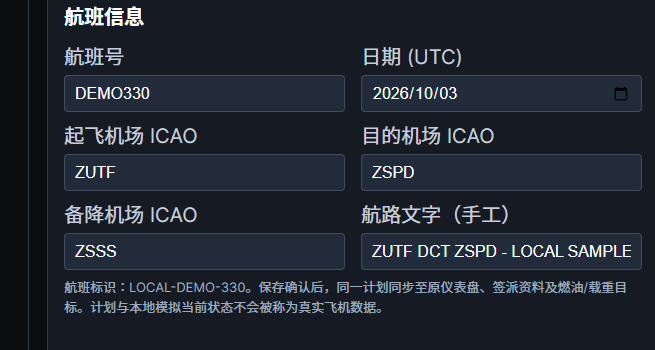 航班信息
航班号 日期 (UTC)
DEMO330 2026/10/03
起飞机场 ICAO 目的机场 ICAO
ZUTF ZSPD
备降机场 ICAO 航路文字（手工）
ZSSS ZUTF DCT ZSPD - LOCAL SAMPLE
航班标识：LOCAL-DEMO-330。保存确认后，同一计划同步至原仪表盘、签派资料及燃油/载重目
标。计划与本地模拟当前状态不会被称为真实飞机数据。